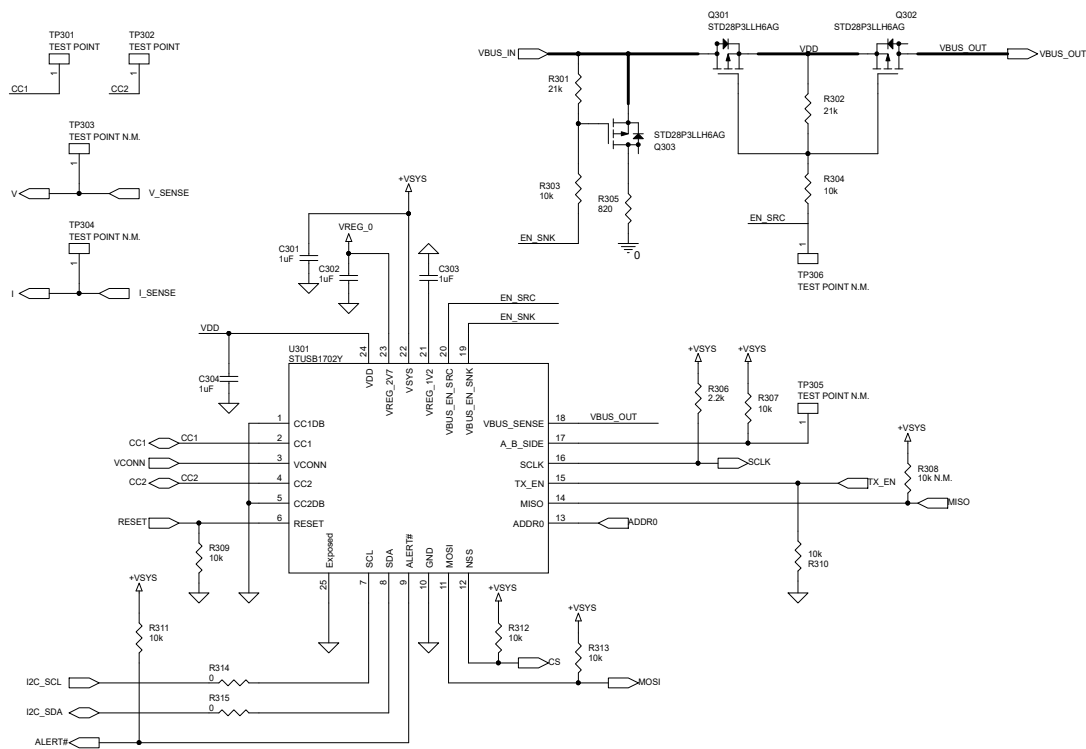 TP301
TEST POINT
1
CC1
TP302
TEST POINT
1
CC2
TP303
TEST POINT N.M.
1
V
V_SENSE
TP304
TEST POINT N.M.
1
I
I_SENSE
Q301
STD28P3LLH6AG
Q302
STD28P3LLH6AG
VBUS_IN
VDD
VBUS_OUT
VBUS_OUT
R301
21k
R302
21k
STD28P3LLH6AG
Q303
R303
10k
R305
820
R304
10k
EN_SNK
0
EN_SRC
1
TP306
TEST POINT N.M.
+VSYS
VREG_0
C301
1uF
C302
1uF
C303
1uF
EN_SRC
EN_SNK
VDD
C304
1uF
U301
STUSB1702Y
24
23
22
21
20
19
VDD
VREG_2V7
VSYS
VREG_1V2
VBUS_EN_SRC
VBUS_EN_SNK
1
CC1DB
CC1
CC1
2
CC1
VCONN
3
VCONN
CC2
CC2
4
CC2
5
CC2DB
RESET
6
RESET
VBUS_SENSE
18
VBUS_OUT
A_B_SIDE
17
SCLK
16
SCLK
TX_EN
15
TX_EN
MISO
14
MISO
ADDR0
13
ADDR0
+VSYS
R306
2.2k
+VSYS
R307
10k
TP305
TEST POINT N.M.
1
+VSYS
R308
10k N.M.
10k
R310
R309
10k
Exposed
SCL
SDA
ALERT#
GND
MOSI
NSS
25
7
8
9
10
11
12
+VSYS
R311
10k
+VSYS
R312
10k
CS
+VSYS
R313
10k
MOSI
R314
0
I2C_SCL
R315
0
I2C_SDA
ALERT#